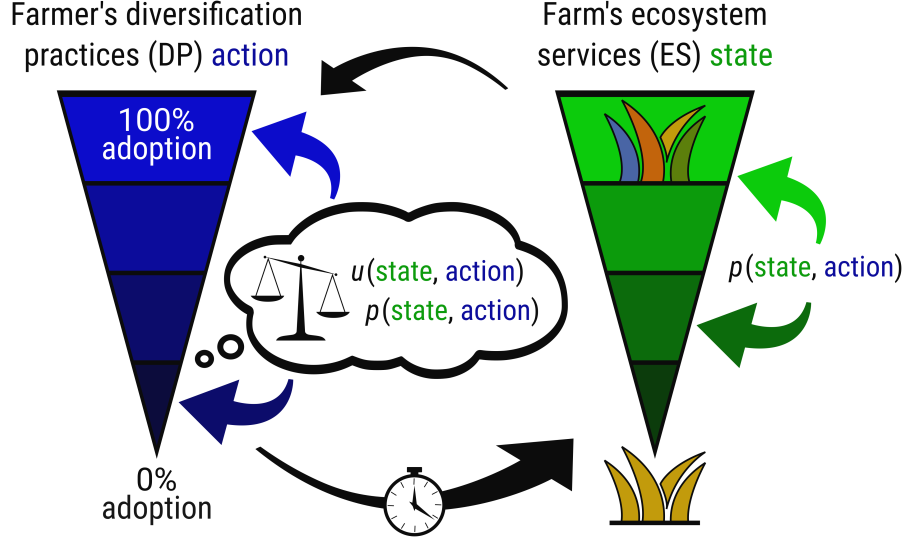 Farmer's diversification
practices (DP) action
Farm's ecosystem
services (ES) state
100%
adoption
u(state, action)
p(state, action)
p(state, action)
0%
adoption